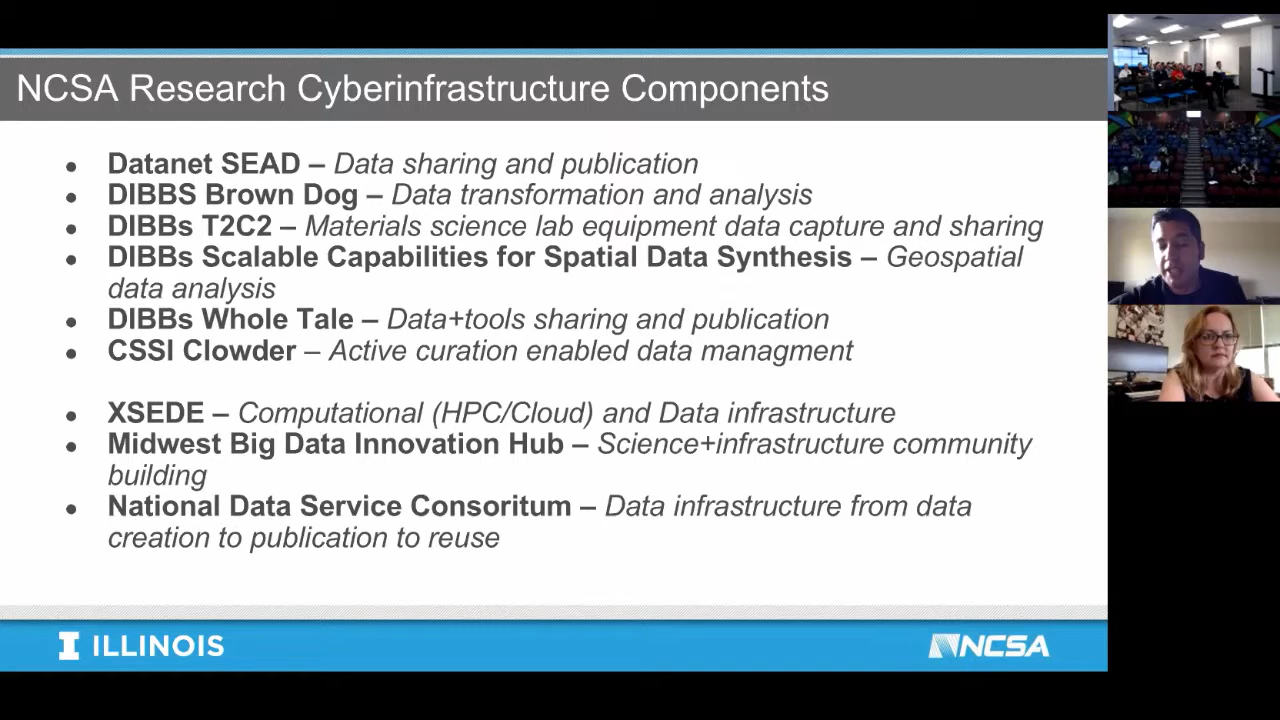 NCSA Research Cyberinfrastructure Components
● Datanet SEAD – Data sharing and publication
● DIBBS Brown Dog – Data transformation and analysis
● DIBBs T2C2 – Materials science lab equipment data capture and sharing
● DIBBs Scalable Capabilities for Spatial Data Synthesis – Geospatial
data analysis
● DIBBs Whole Tale – Data+tools sharing and publication
● CSSI Clowder – Active curation enabled data managment
● XSEDE – Computational (HPC/Cloud) and Data infrastructure
● Midwest Big Data Innovation Hub – Science+infrastructure community
building
● National Data Service Consoritum – Data infrastructure from data
creation to publication to reuse
I ILLINOIS
NCSA